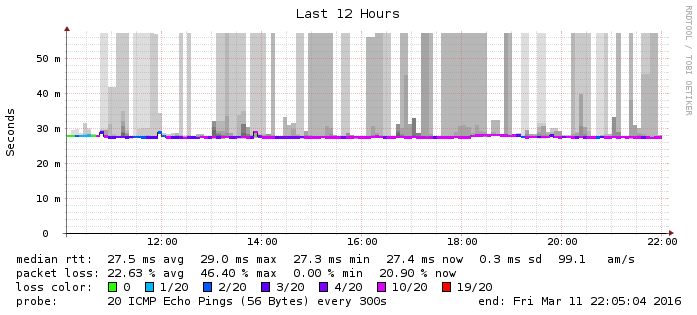 Last 12 Hours
RRDTOOL / TOBI OETIKER
Seconds
50 m
40 m
30 m
20 m
10 m
0
12:00 14:00 16:00 18:00 20:00 22:00
median rtt: 27.5 ms avg 29.0 ms max 27.3 ms min 27.4 ms now 0.3 ms sd 99.1 am/s
packet loss: 22.63 % avg 46.40 % max 0.00 % min 20.90 % now
loss color: 0 1/20 2/20 3/20 4/20 10/20 19/20
probe: 20 ICMP Echo Pings (56 Bytes) every 300s end: Fri Mar 11 22:05:04 2016